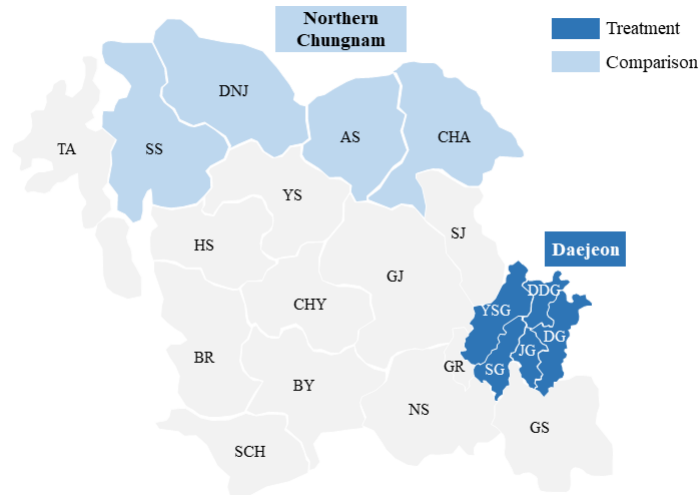 Northern
Chungnam
Treatment
Comparison
DNJ
TA
SS
AS
CHA
YS
HS
SJ
GJ
Daejeon
CHY
YSG
DDG
DG
BR
JG
GR
SG
BY
NS
GS
SCH